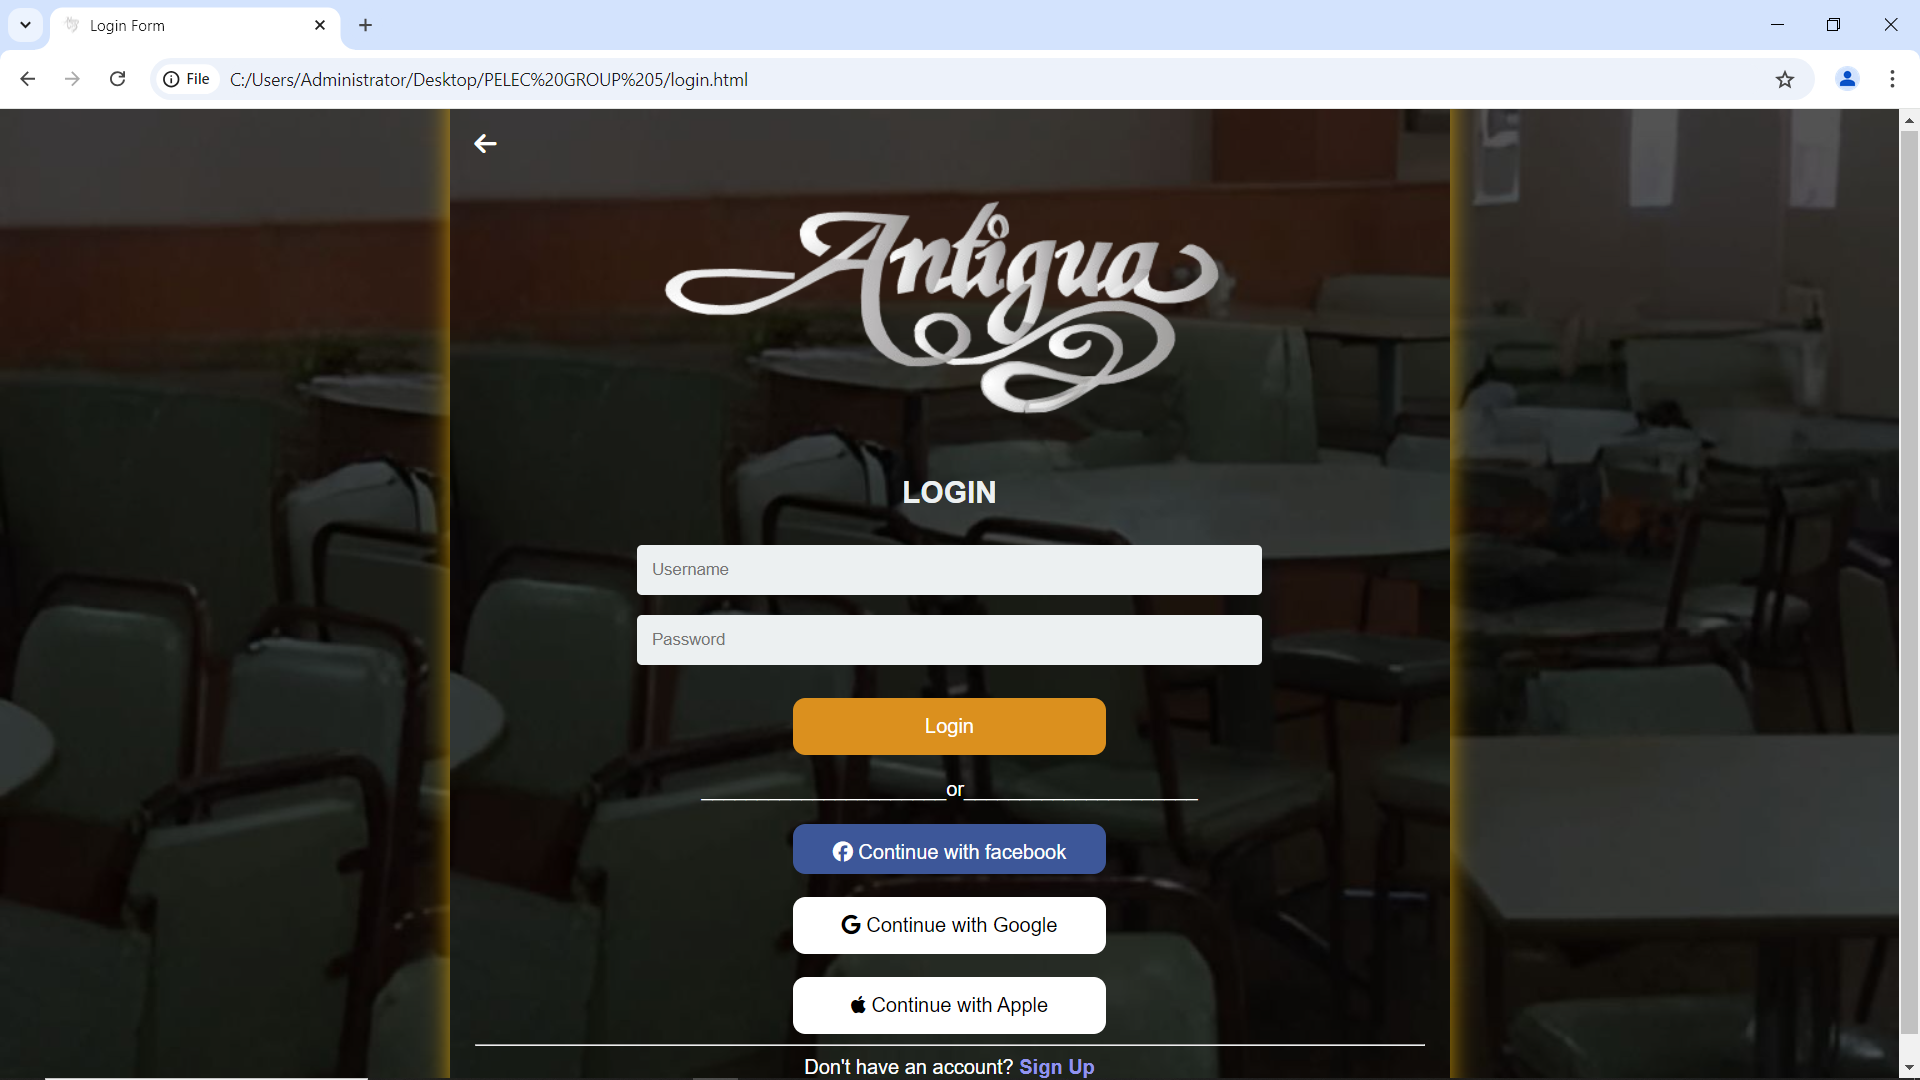 Login Form
File
C:/Users/Administrator/Desktop/PELEC%20GROUP%205/login.html
Antigua
LOGIN
Username
Password
Login
or
Continue with facebook
Continue with Google
Continue with Apple
Don't have an account? Sign Up